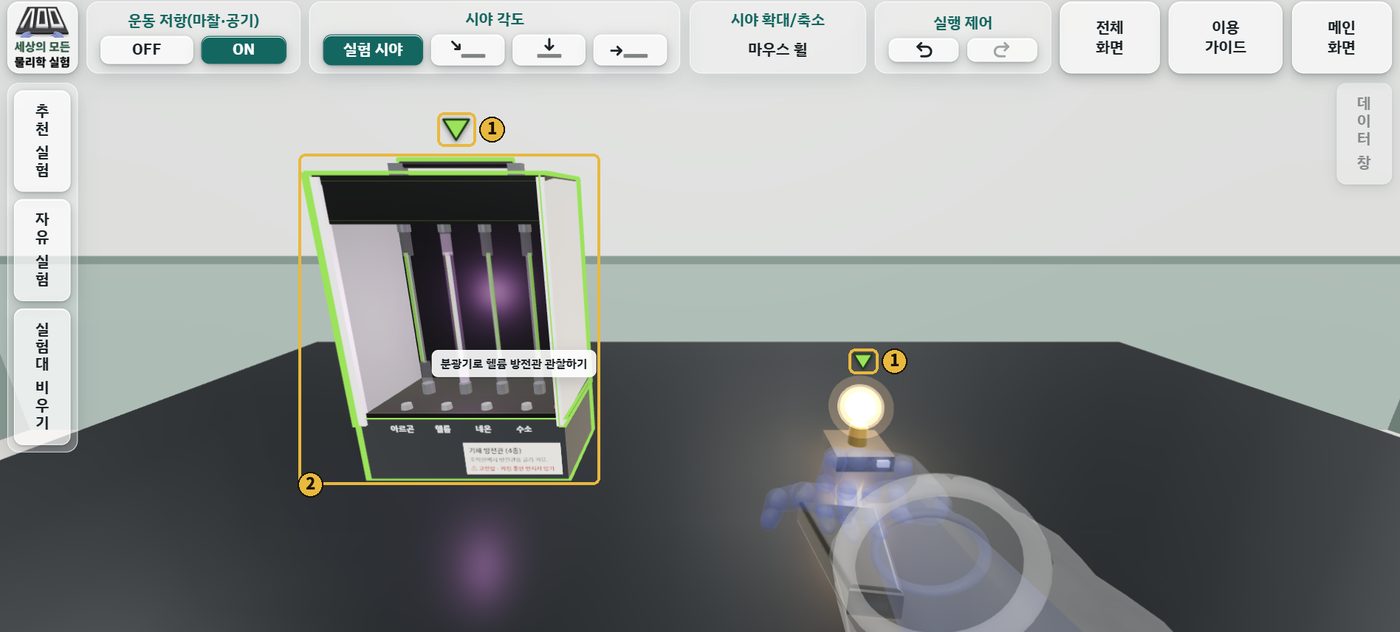 세상의 모든
물리학 실험
운동 저항(마찰·공기)
OFF
ON
시야 각도
실험 시야
시야 확대/축소
마우스 휠
실행 제어
전체
화면
이용
가이드
메인
화면
추천 실험
자유 실험
실험대 비우기
데이터 창
1
분광기로 헬륨 방전관 관찰하기
아르곤
헬륨
네온
수소
기체 방전관 (4종)
2
1